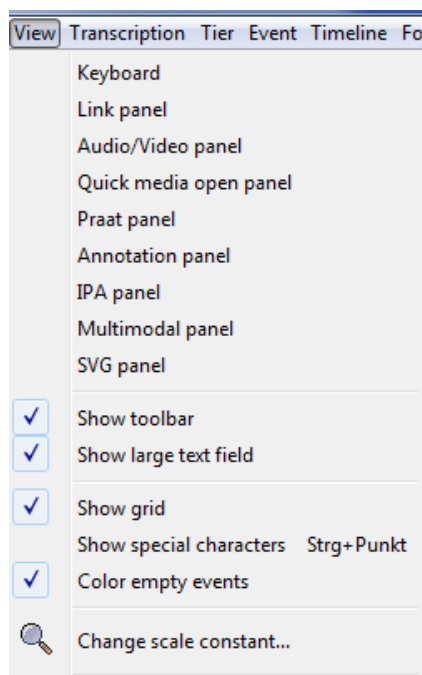 View Transcription Tier Event Timeline Fo
Keyboard
Link panel
Audio/Video panel
Quick media open panel
Praat panel
Annotation panel
IPA panel
Multimodal panel
SVG panel
Show toolbar
Show large text field
Show grid
Show special characters Strg+Punkt
Color empty events
Change scale constant...